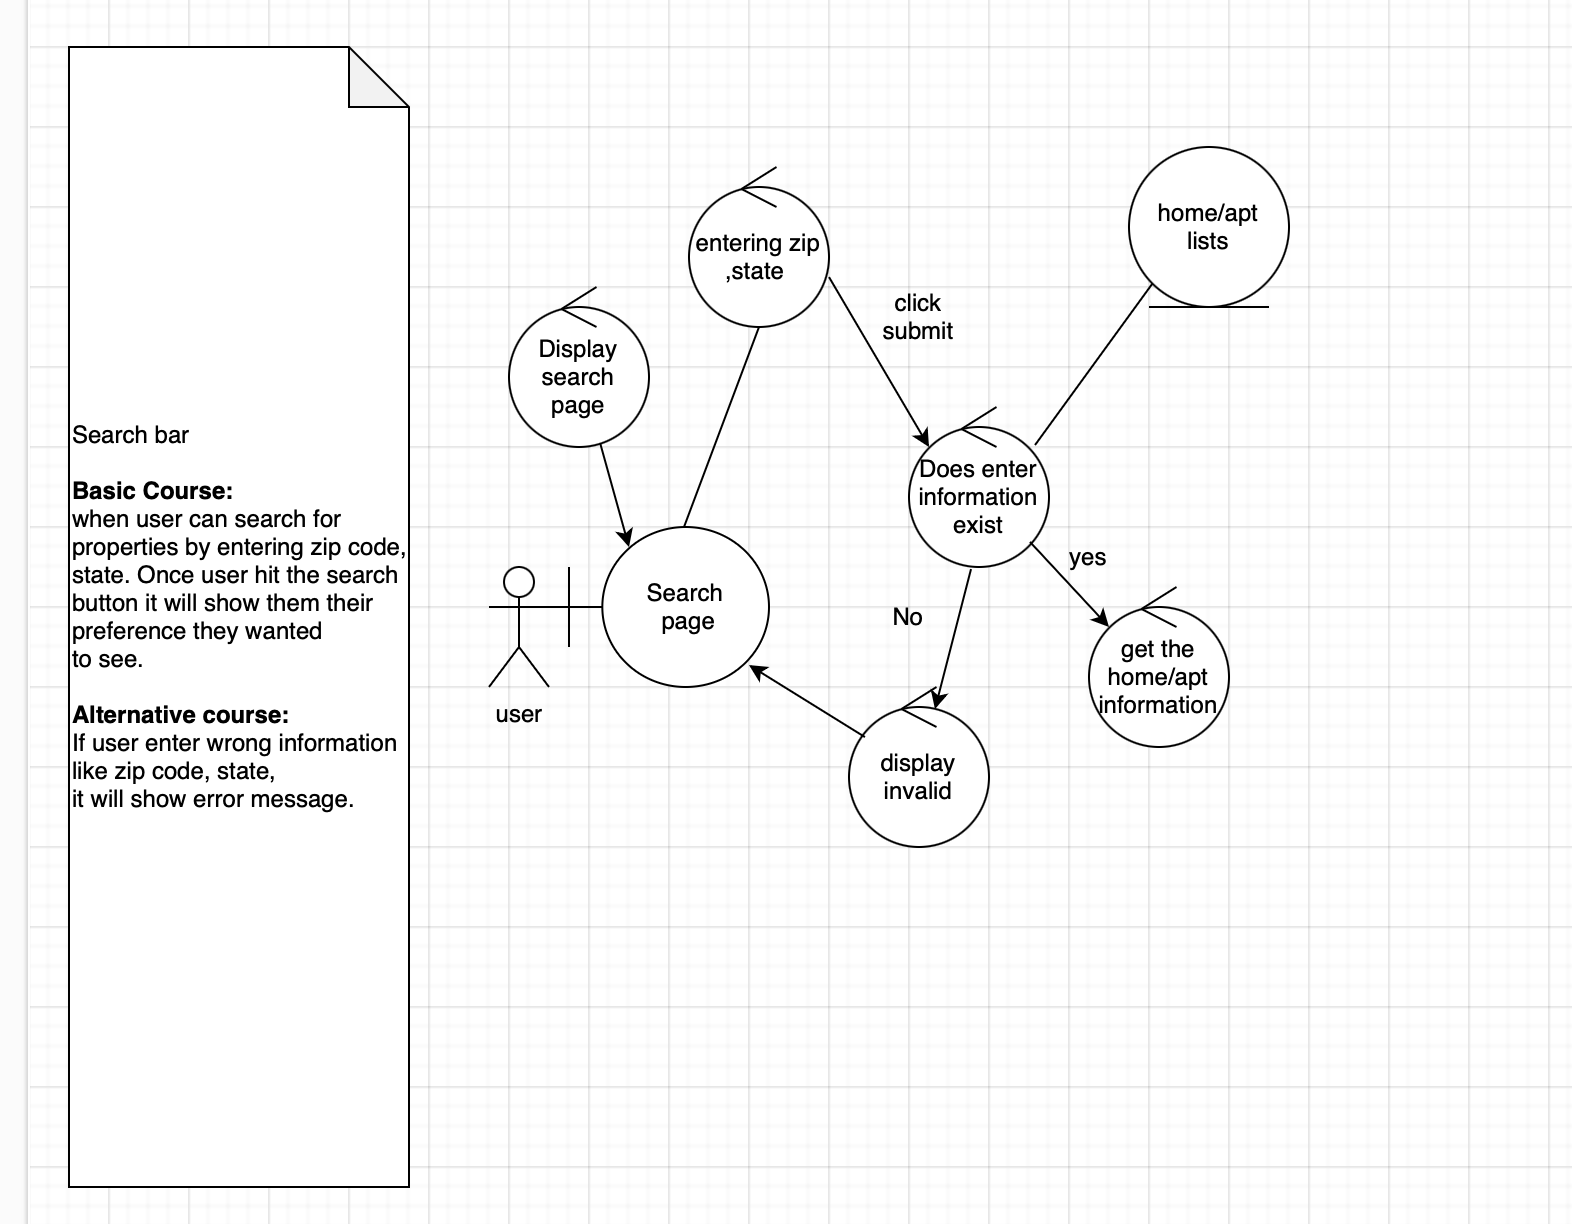 Search bar
Basic Course:
when user can search for
properties by entering zip code,
state. Once user hit the search
button it will show them their
preference they wanted
to see.
Alternative course:
If user enter wrong information
like zip code, state,
it will show error message.
entering zip
,state
home/apt
lists
click
submit
Display
search
page
Does enter
information
exist
yes
Search
page
No
get the
home/apt
information
user
display
invalid